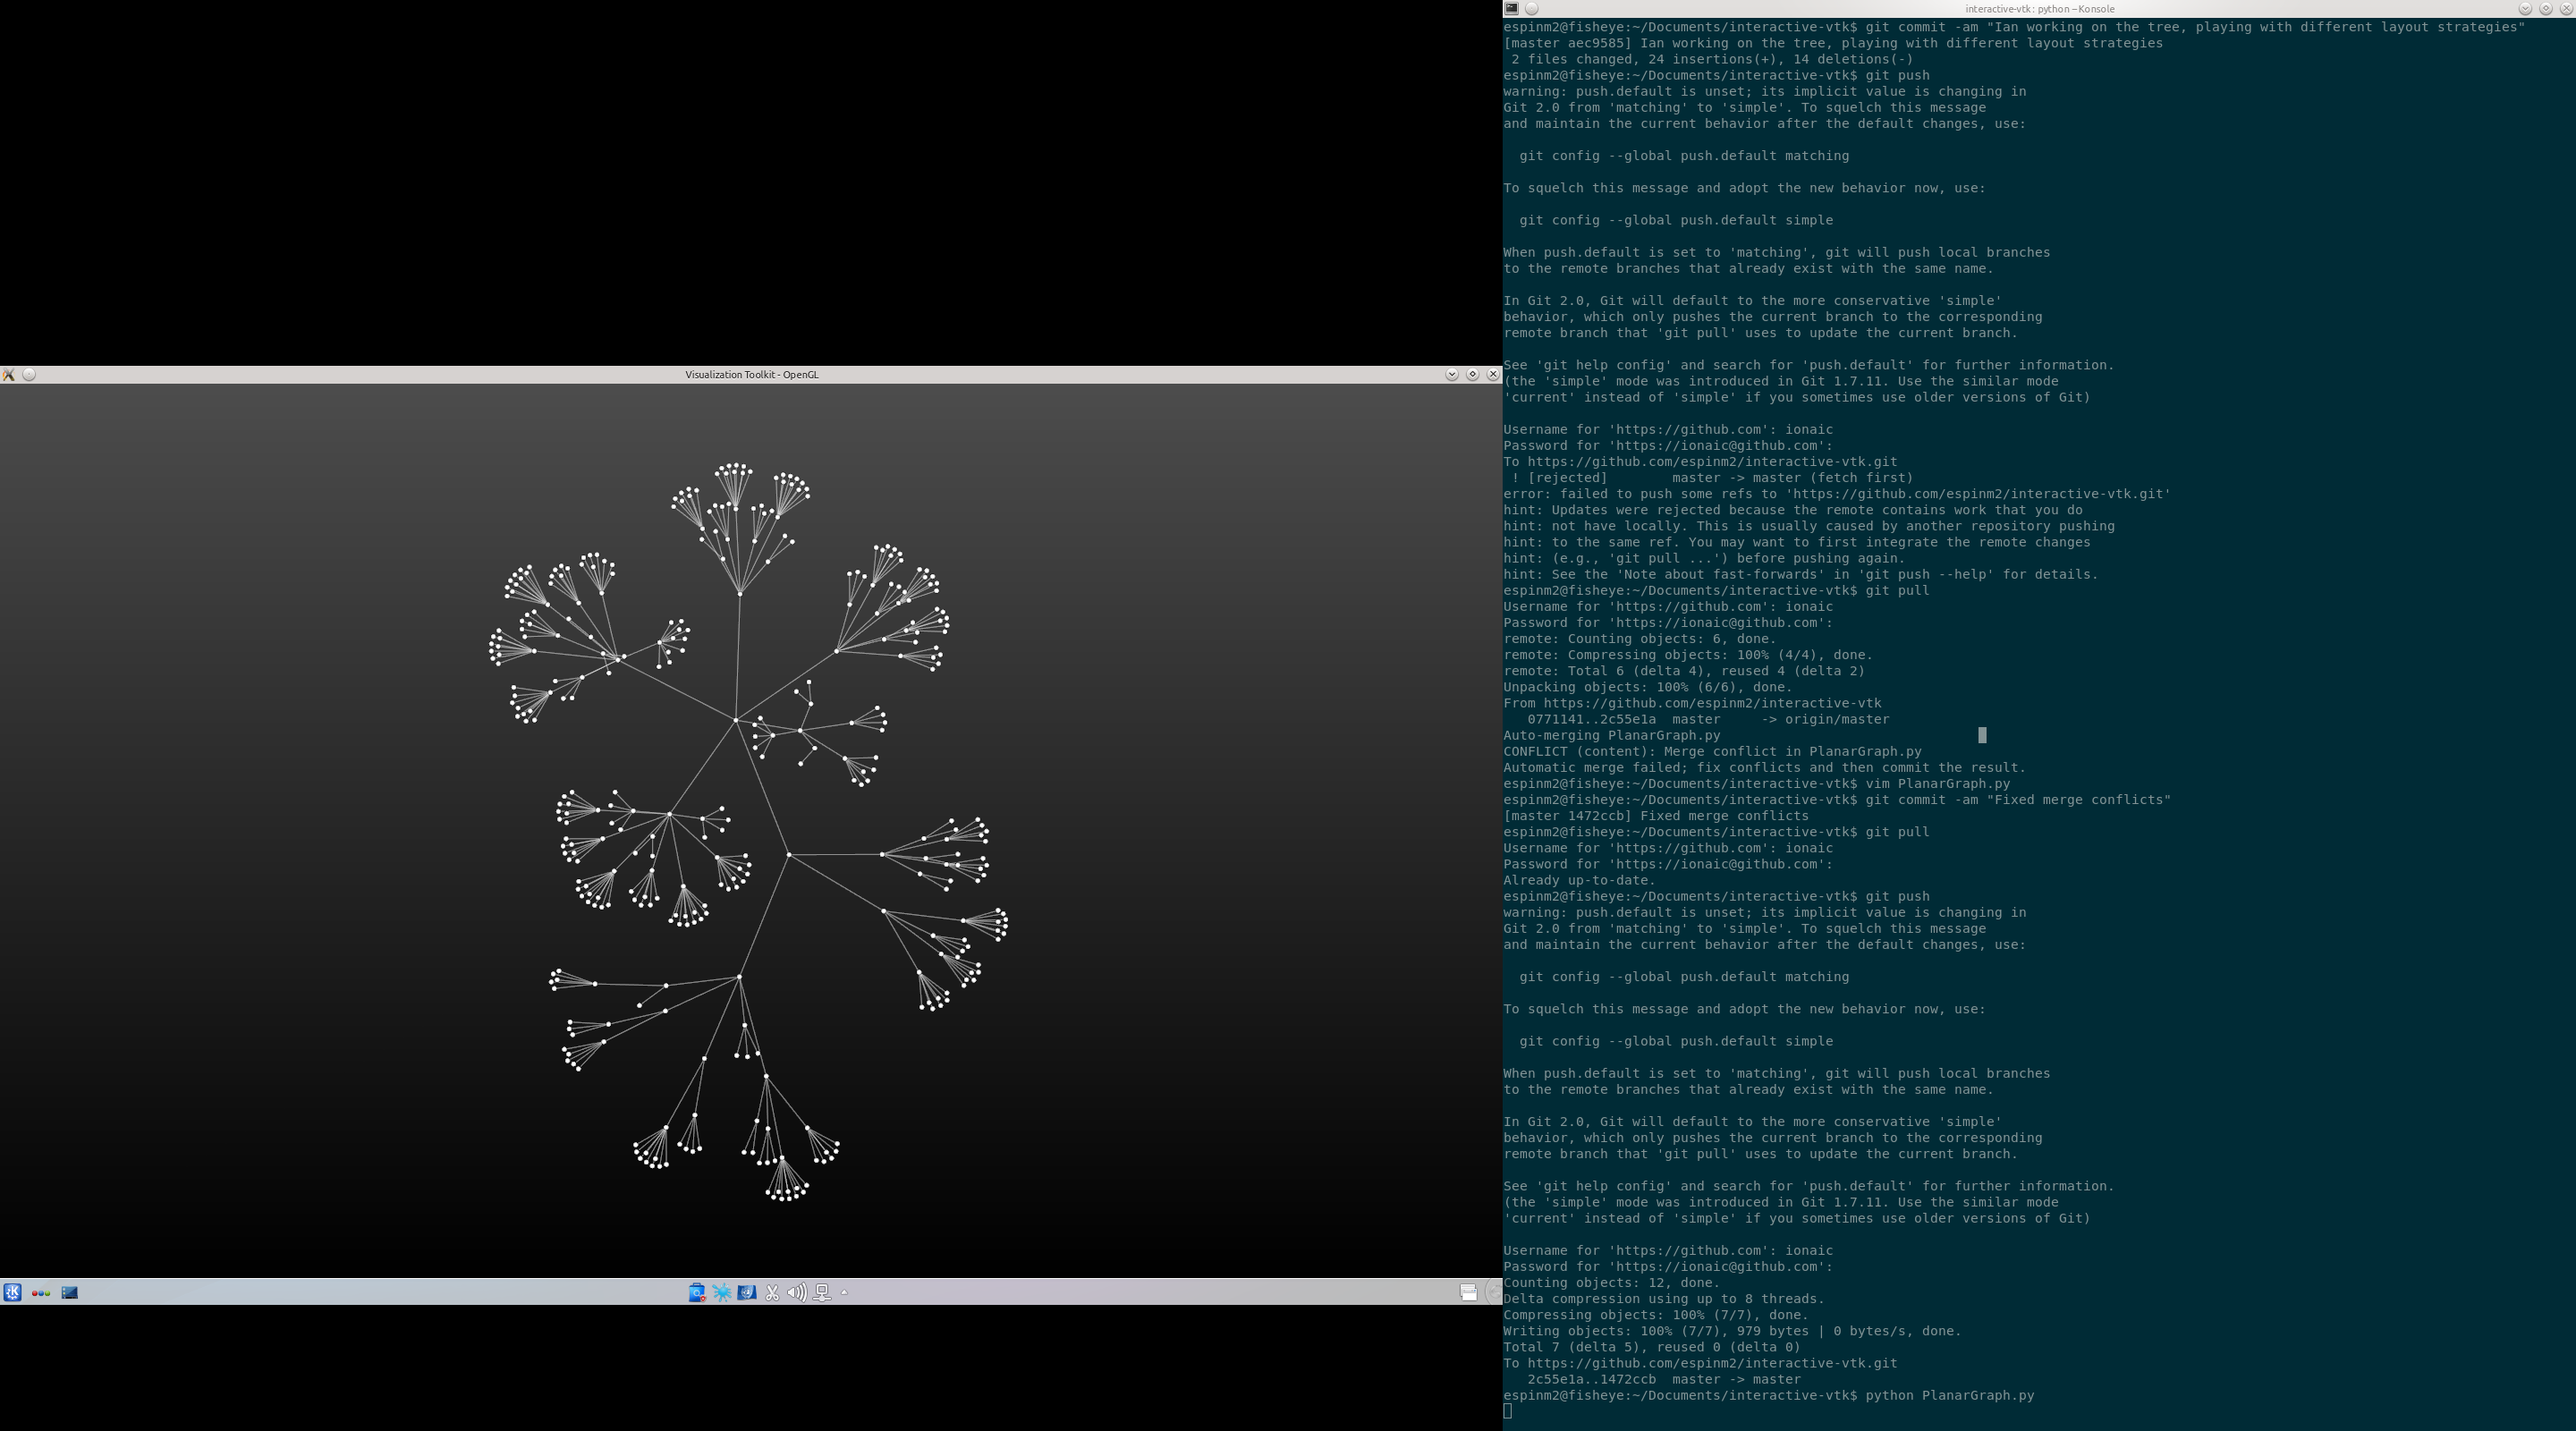 Visualization Toolkit - OpenGL
interactive-vtk : python – Konsole
espinm2@fisheye:~/Documents/interactive-vtk$ git commit -am "Ian working on the tree, playing with different layout strategies"
[master aec9585] Ian working on the tree, playing with different layout strategies
 2 files changed, 24 insertions(+), 14 deletions(-)
espinm2@fisheye:~/Documents/interactive-vtk$ git push
warning: push.default is unset; its implicit value is changing in
Git 2.0 from 'matching' to 'simple'. To squelch this message
and maintain the current behavior after the default changes, use:
  git config --global push.default matching
To squelch this message and adopt the new behavior now, use:
  git config --global push.default simple
When push.default is set to 'matching', git will push local branches
to the remote branches that already exist with the same name.
In Git 2.0, Git will default to the more conservative 'simple'
behavior, which only pushes the current branch to the corresponding
remote branch that 'git pull' uses to update the current branch.
See 'git help config' and search for 'push.default' for further information.
(the 'simple' mode was introduced in Git 1.7.11. Use the similar mode
'current' instead of 'simple' if you sometimes use older versions of Git)
Username for 'https://github.com': ionaic
Password for 'https://ionaic@github.com':
To https://github.com/espinm2/interactive-vtk.git
 ! [rejected]        master -> master (fetch first)
error: failed to push some refs to 'https://github.com/espinm2/interactive-vtk.git'
hint: Updates were rejected because the remote contains work that you do
hint: not have locally. This is usually caused by another repository pushing
hint: to the same ref. You may want to first integrate the remote changes
hint: (e.g., 'git pull ...') before pushing again.
hint: See the 'Note about fast-forwards' in 'git push --help' for details.
espinm2@fisheye:~/Documents/interactive-vtk$ git pull
Username for 'https://github.com': ionaic
Password for 'https://ionaic@github.com':
remote: Counting objects: 6, done.
remote: Compressing objects: 100% (4/4), done.
remote: Total 6 (delta 4), reused 4 (delta 2)
Unpacking objects: 100% (6/6), done.
From https://github.com/espinm2/interactive-vtk
   0771141..2c55e1a  master     -> origin/master
Auto-merging PlanarGraph.py
CONFLICT (content): Merge conflict in PlanarGraph.py
Automatic merge failed; fix conflicts and then commit the result.
espinm2@fisheye:~/Documents/interactive-vtk$ vim PlanarGraph.py
espinm2@fisheye:~/Documents/interactive-vtk$ git commit -am "Fixed merge conflicts"
[master 1472ccb] Fixed merge conflicts
espinm2@fisheye:~/Documents/interactive-vtk$ git pull
Username for 'https://github.com': ionaic
Password for 'https://ionaic@github.com':
Already up-to-date.
espinm2@fisheye:~/Documents/interactive-vtk$ git push
warning: push.default is unset; its implicit value is changing in
Git 2.0 from 'matching' to 'simple'. To squelch this message
and maintain the current behavior after the default changes, use:
  git config --global push.default matching
To squelch this message and adopt the new behavior now, use:
  git config --global push.default simple
When push.default is set to 'matching', git will push local branches
to the remote branches that already exist with the same name.
In Git 2.0, Git will default to the more conservative 'simple'
behavior, which only pushes the current branch to the corresponding
remote branch that 'git pull' uses to update the current branch.
See 'git help config' and search for 'push.default' for further information.
(the 'simple' mode was introduced in Git 1.7.11. Use the similar mode
'current' instead of 'simple' if you sometimes use older versions of Git)
Username for 'https://github.com': ionaic
Password for 'https://ionaic@github.com':
Counting objects: 12, done.
Delta compression using up to 8 threads.
Compressing objects: 100% (7/7), done.
Writing objects: 100% (7/7), 979 bytes | 0 bytes/s, done.
Total 7 (delta 5), reused 0 (delta 0)
To https://github.com/espinm2/interactive-vtk.git
   2c55e1a..1472ccb  master -> master
espinm2@fisheye:~/Documents/interactive-vtk$ python PlanarGraph.py